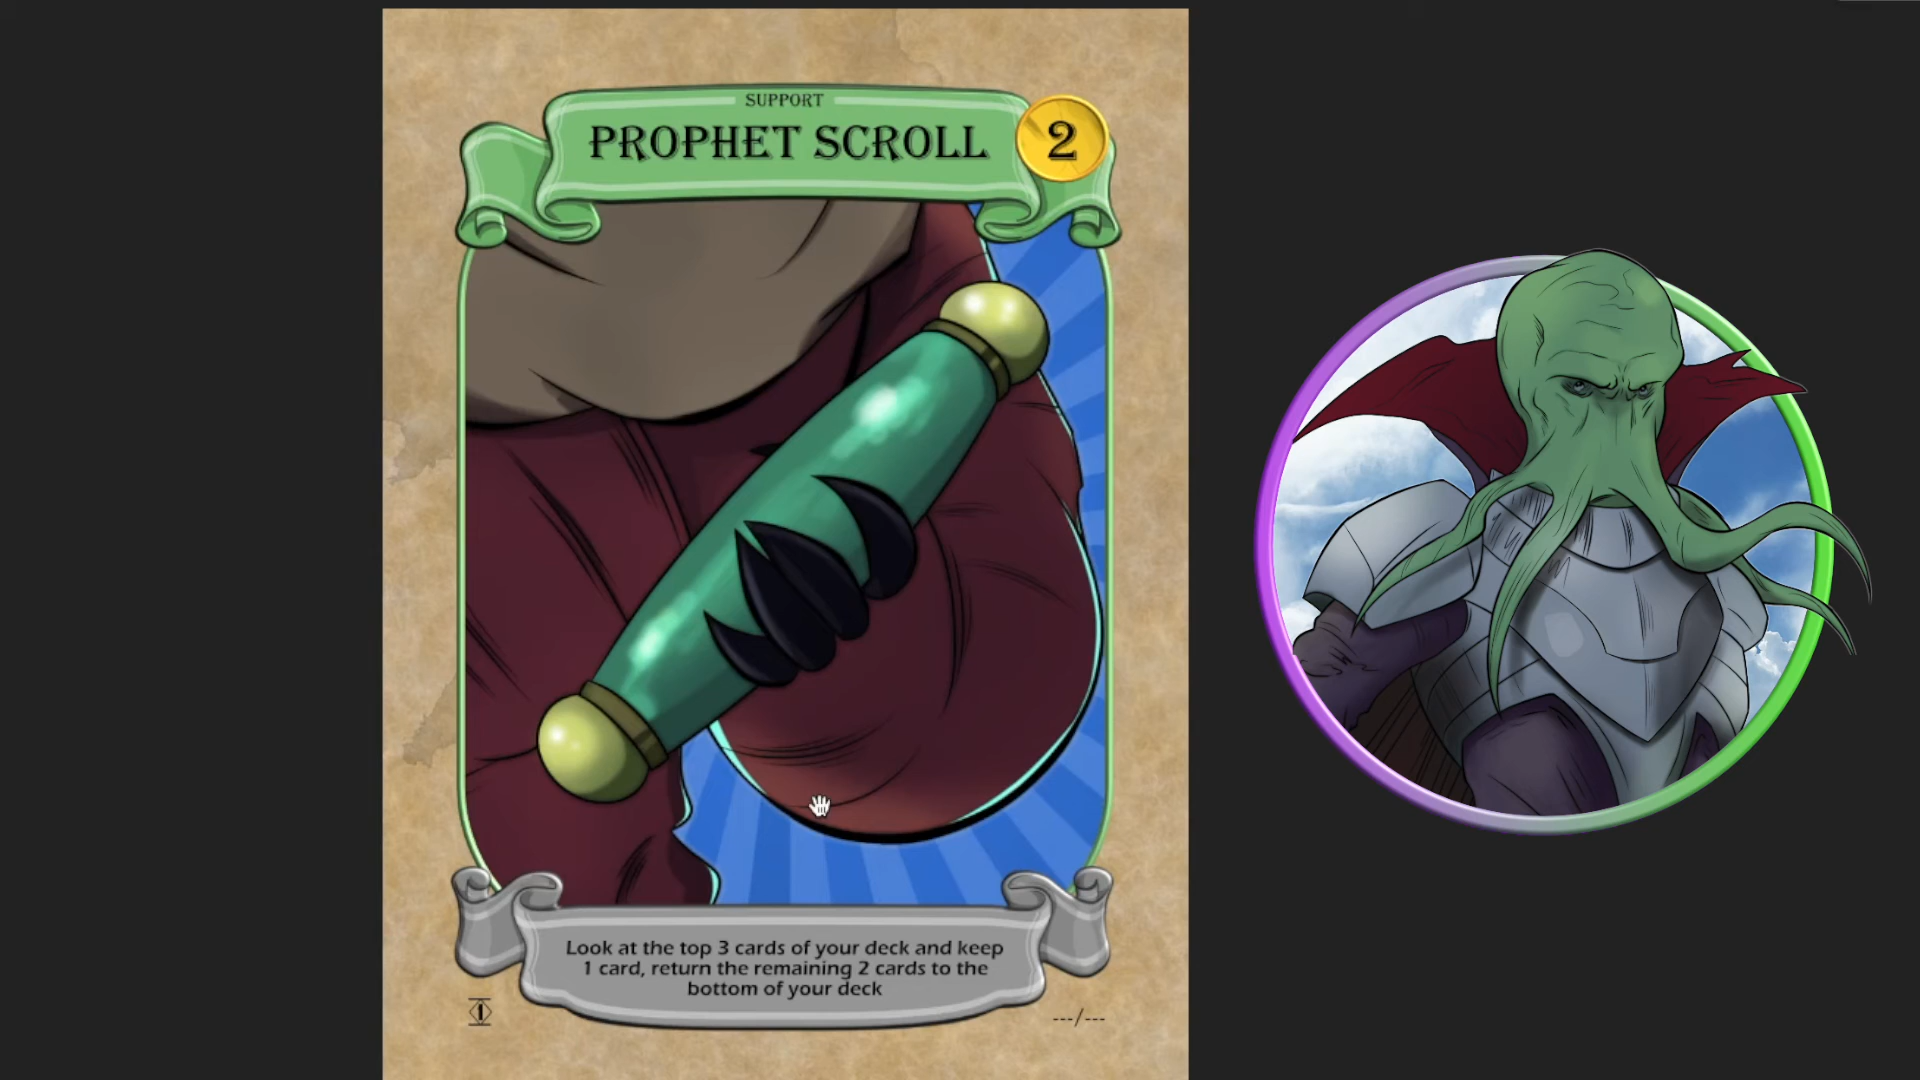 SUPPORT
PROPHET SCROLL
2
Look at the top 3 cards of your deck and keep
1 card, return the remaining 2 cards to the
bottom of your deck
1
---/---